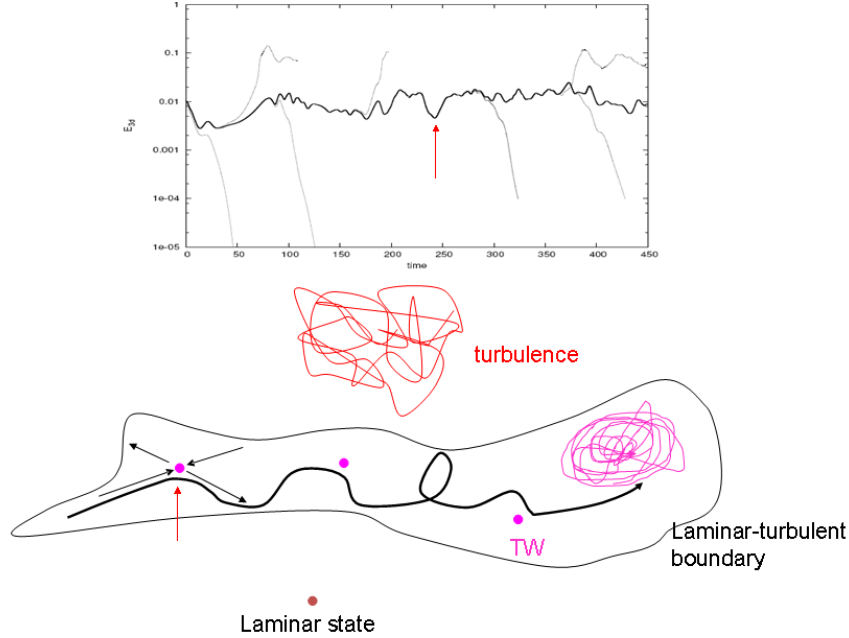 1
0.1
0.01
0.001
1e-04
1e-05
E3d
0 50 100 150 200 250 300 350 400 450
time
turbulence
TW
Laminar-turbulent
boundary
Laminar state